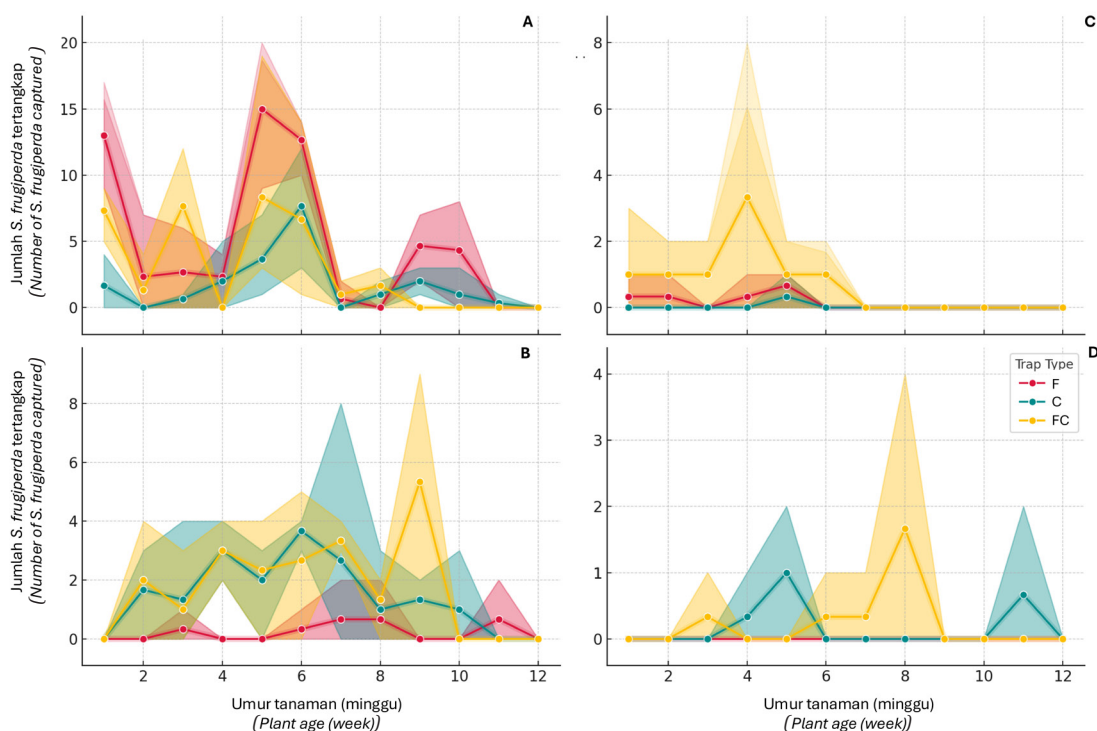 A
20
15
10
5
0
Jumlah S. frugiperda tertangkap
(Number of S. frugiperda captured)
C
8
6
4
2
0
B
8
6
4
2
0
Jumlah S. frugiperda tertangkap
(Number of S. frugiperda captured)
2 4 6 8 10 12
Umur tanaman (minggu)
(Plant age (week))
D
4
3
2
1
0
Trap Type
F
C
FC
2 4 6 8 10 12
Umur tanaman (minggu)
(Plant age (week))